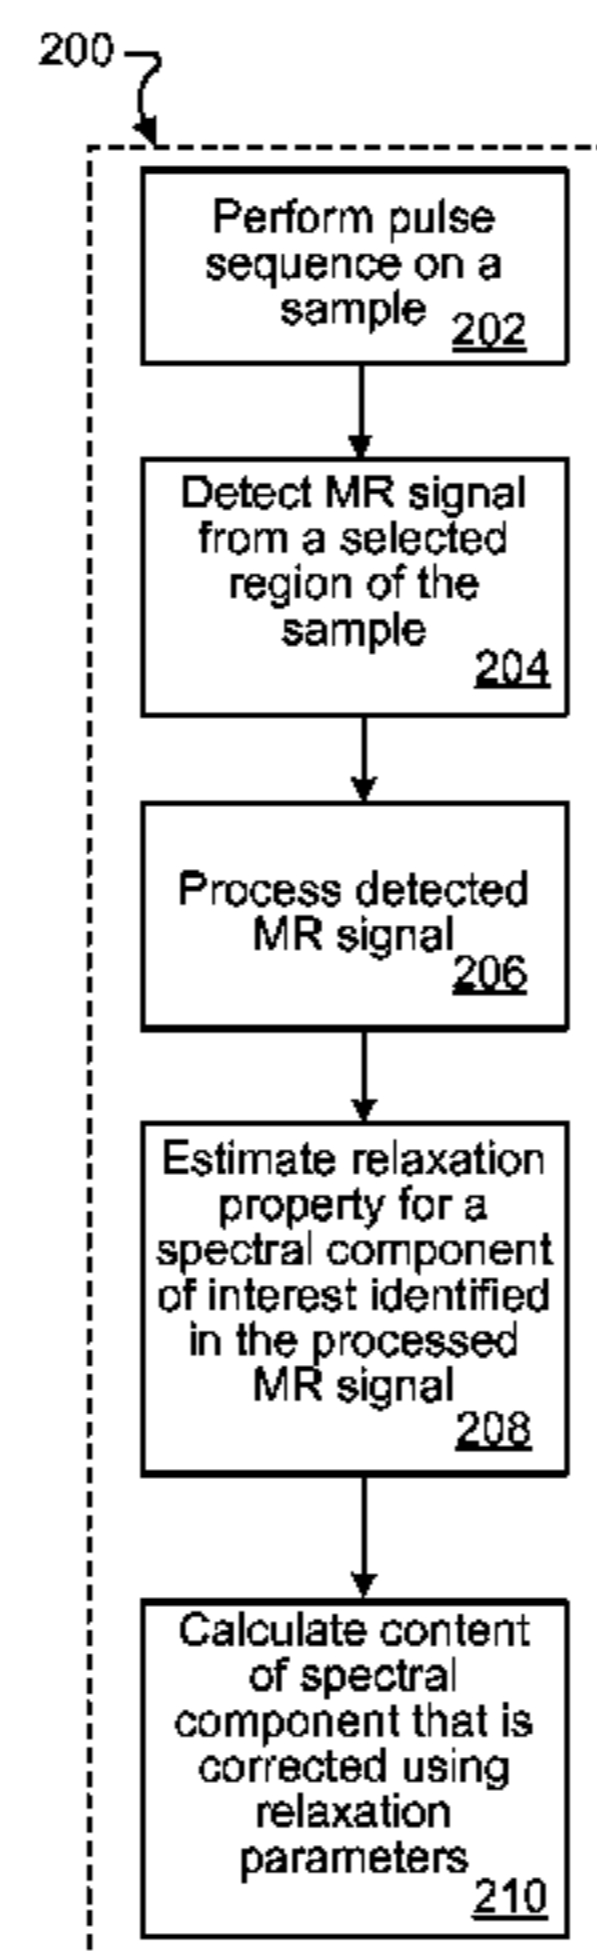 200
Perform pulse
sequence on a
sample 202
Detect MR signal
from a selected
region of the
sample
204
Process detected
MR signal
206
Estimate relaxation
property for a
spectral component
of interest identified
in the processed
MR signal
208
Calculate content
of spectral
component that is
corrected using
relaxation
parameters
210